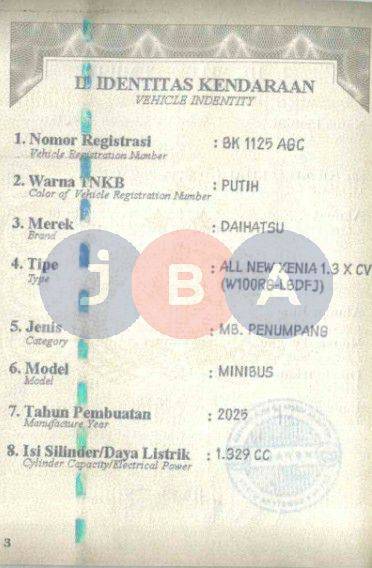 II IDENTITAS KENDARAAN
VEHICLE INDENTITY
1. Nomor Registrasi : BK 1125 AGC
Vehicle Registration Number
2. Warna TNKB : PUTIH
Color of Vehicle Registration Number
3. Merek : DAIHATSU
Brand
4. Tipe : ALL NEW XENIA 1.3 X CV
Type (W100RG-LGDFJ)
JBA
5. Jenis : MB. PENUMPANG
Category
6. Model : MINIBUS
Model
7. Tahun Pembuatan : 2025
Manufacture Year
8. Isi Silinder/Daya Listrik : 1.329 CC
Cylinder Capacity/Electrical Power
3